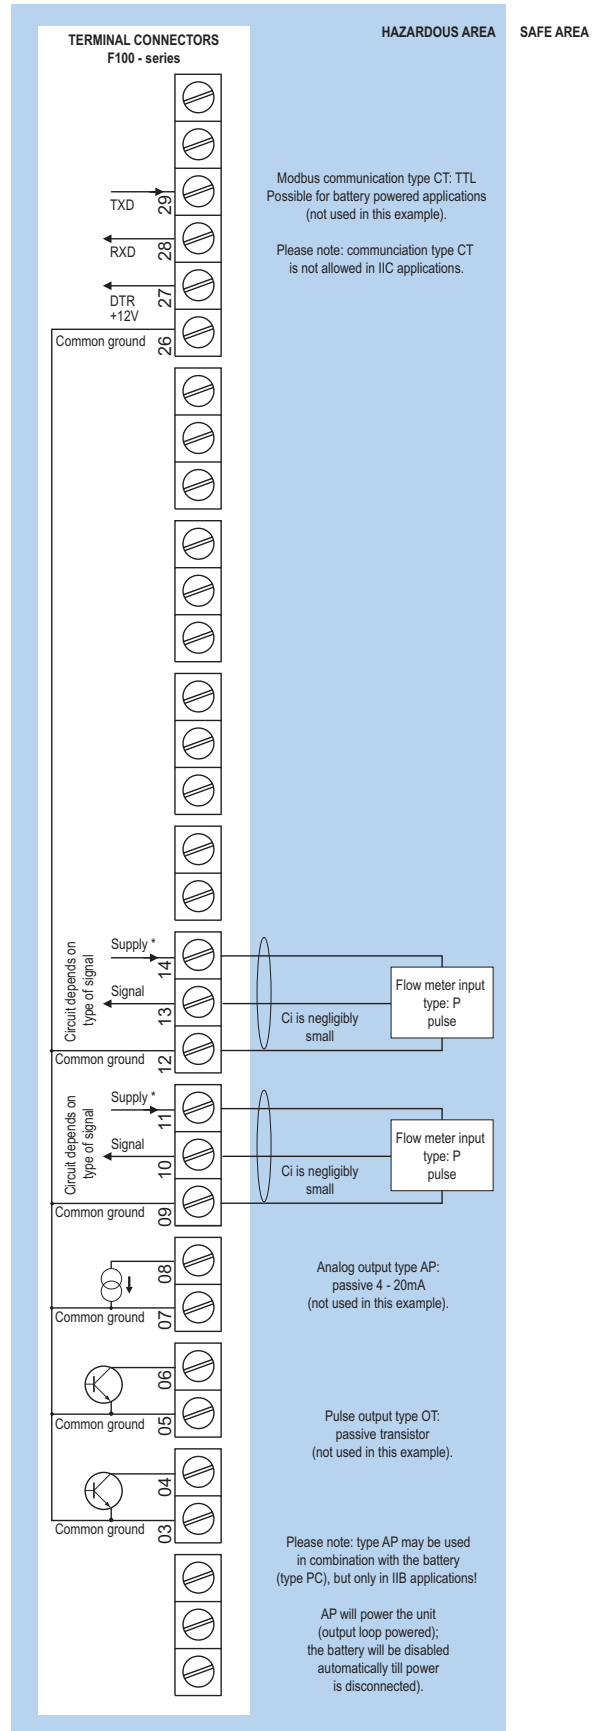 HAZARDOUS AREA
SAFE AREA
TERMINAL CONNECTORS
F100 - series
Modbus communication type CT: TTL
Possible for battery powered applications
(not used in this example).
Please note: communciation type CT
is not allowed in IIC applications.
TXD
29
RXD
28
DTR
+12V
27
Common ground
26
Circuit depends on
type of signal
Supply *
14
Signal
13
Common ground
12
Ci is negligibly
small
Flow meter input
type: P
pulse
Circuit depends on
type of signal
Supply *
11
Signal
10
Common ground
09
Ci is negligibly
small
Flow meter input
type: P
pulse
08
Common ground
07
Analog output type AP:
passive 4 - 20mA
(not used in this example).
06
Common ground
05
Pulse output type OT:
passive transistor
(not used in this example).
04
Common ground
03
Please note: type AP may be used
in combination with the battery
(type PC), but only in IIB applications!
AP will power the unit
(output loop powered);
the battery will be disabled
automatically till power
is disconnected).